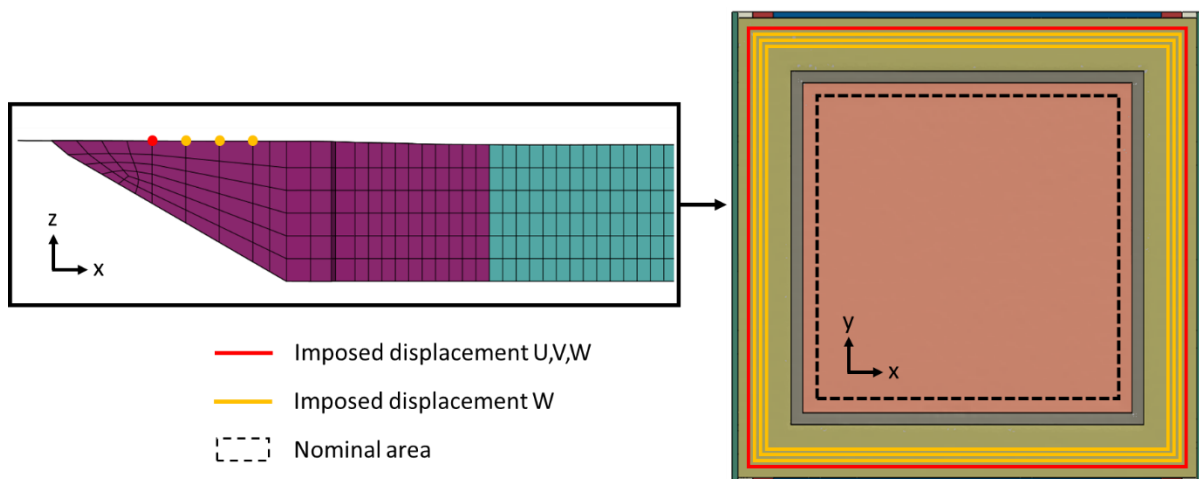 z
x
Imposed displacement U,V,W
Imposed displacement W
Nominal area
y
x